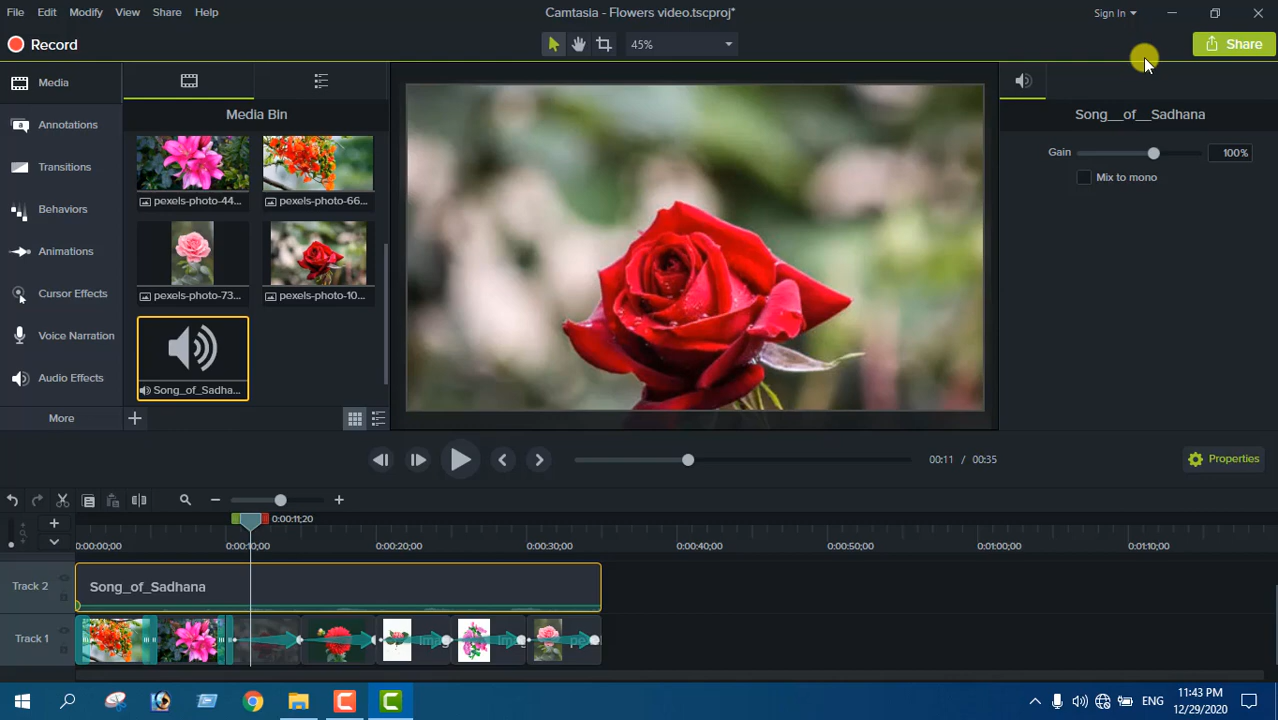 File Edit Modify View Share Help
Camtasia - Flowers video.tscproj*
Sign In
Record
45%
Share
Media
Annotations
Transitions
Behaviors
Animations
Cursor Effects
Voice Narration
Audio Effects
More
Media Bin
pexels-photo-44...
pexels-photo-66...
pexels-photo-73...
pexels-photo-10...
Song_of_Sadha...
Song__of__Sadhana
Gain 100%
Mix to mono
00:11 / 00:35
Properties
0:00:11;20
0:00:00;00 0:00:10;00 0:00:20;00 0:00:30;00 0:00:40;00 0:00:50;00 0:01:00;00 0:01:10;00
Track 2
Song_of_Sadhana
Track 1
ENG
11:43 PM
12/29/2020